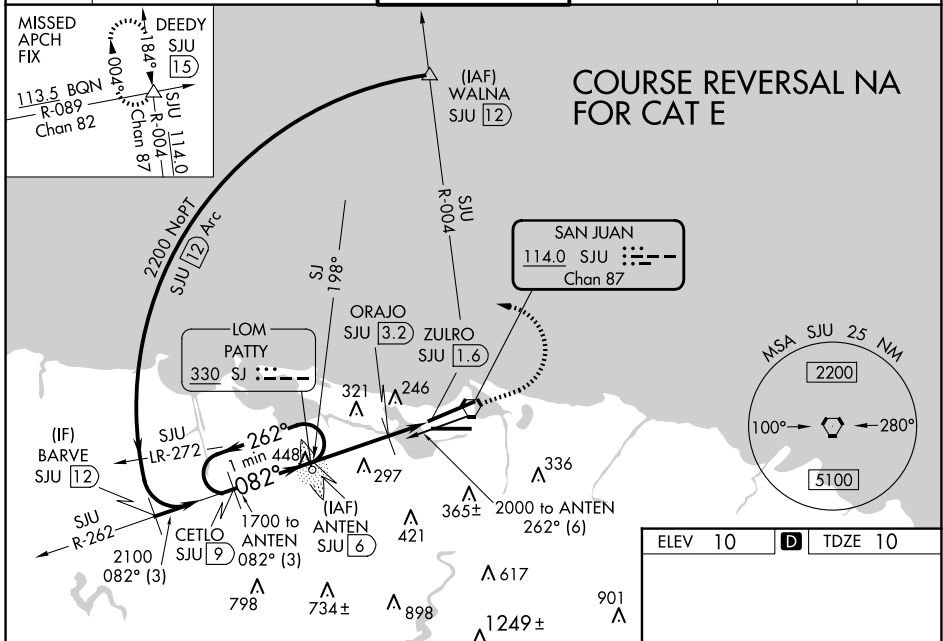 MISSED
APCH
FIX
DEEDY
SJU
15
184°
004°
113.5 BQN
R-089
Chan 82
SJU 114.0
R-004
Chan 87
(IAF)
WALNA
SJU 12
COURSE REVERSAL NA
FOR CAT E
2200 NoPT
SJU 12 Arc
SJU
R-004
SJ
198°
SAN JUAN
114.0 SJU
Chan 87
ORAJO
SJU 3.2
ZULRO
SJU 1.6
LOM
PATTY
330 SJ
MSA SJU 25 NM
2200
100°
280°
5100
321
246
(IF)
BARVE
SJU 12
SJU
LR-272
262°
1 min
082°
448
297
336
SJU
R-262
2100
082° (3)
CETLO
SJU 9
1700 to
ANTEN
082° (3)
(IAF)
ANTEN
SJU 6
421
365±
2000 to ANTEN
262° (6)
617
798
734±
898
1249±
901
ELEV 10
D
TDZE 10